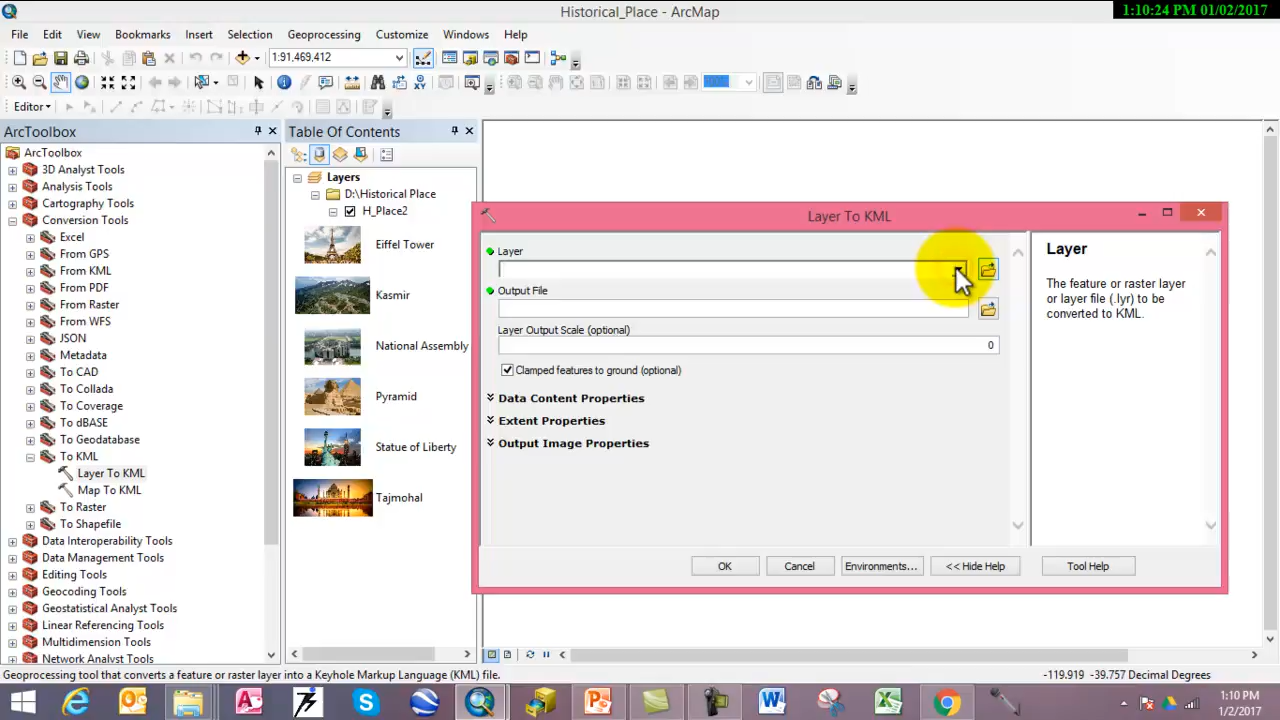 Historical_Place - ArcMap
1:10:24 PM 01/02/2017
File Edit View Bookmarks Insert Selection Geoprocessing Customize Windows Help
1:91,469,412
Editor
ArcToolbox
ArcToolbox
3D Analyst Tools
Analysis Tools
Cartography Tools
Conversion Tools
Excel
From GPS
From KML
From PDF
From Raster
From WFS
JSON
Metadata
To CAD
To Collada
To Coverage
To dBASE
To Geodatabase
To KML
Layer To KML
Map To KML
To Raster
To Shapefile
Data Interoperability Tools
Data Management Tools
Editing Tools
Geocoding Tools
Geostatistical Analyst Tools
Linear Referencing Tools
Multidimension Tools
Network Analyst Tools
Table Of Contents
Layers
D:\Historical Place
H_Place2
Eiffel Tower
Kasmir
National Assembly
Pyramid
Statue of Liberty
Tajmohal
Layer To KML
Layer
Output File
Layer Output Scale (optional)
0
Clamped features to ground (optional)
Data Content Properties
Extent Properties
Output Image Properties
OK
Cancel
Environments...
<< Hide Help
Tool Help
Layer
The feature or raster layer
or layer file (.lyr) to be
converted to KML.
Geoprocessing tool that converts a feature or raster layer into a Keyhole Markup Language (KML) file.
-119.919 -39.757 Decimal Degrees
1:10 PM
1/2/2017